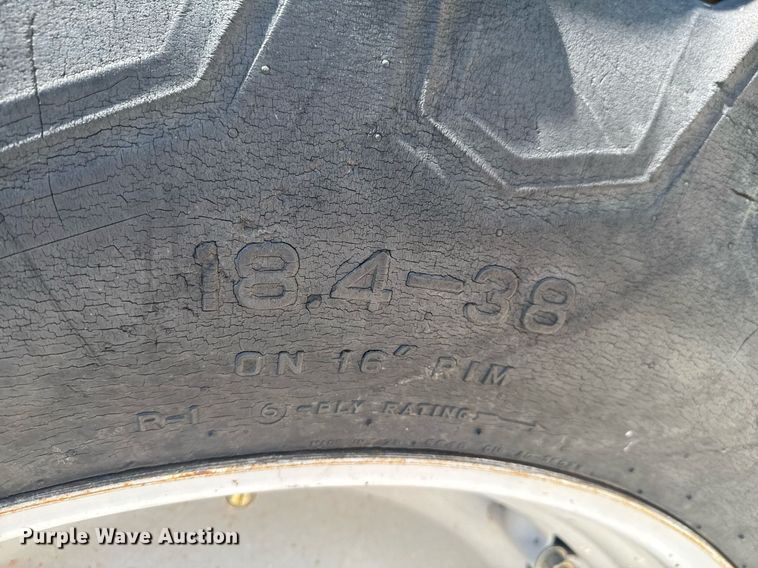 18.4-38
ON 16" RIM
R-1 6-PLY RATING
Purple Wave Auction